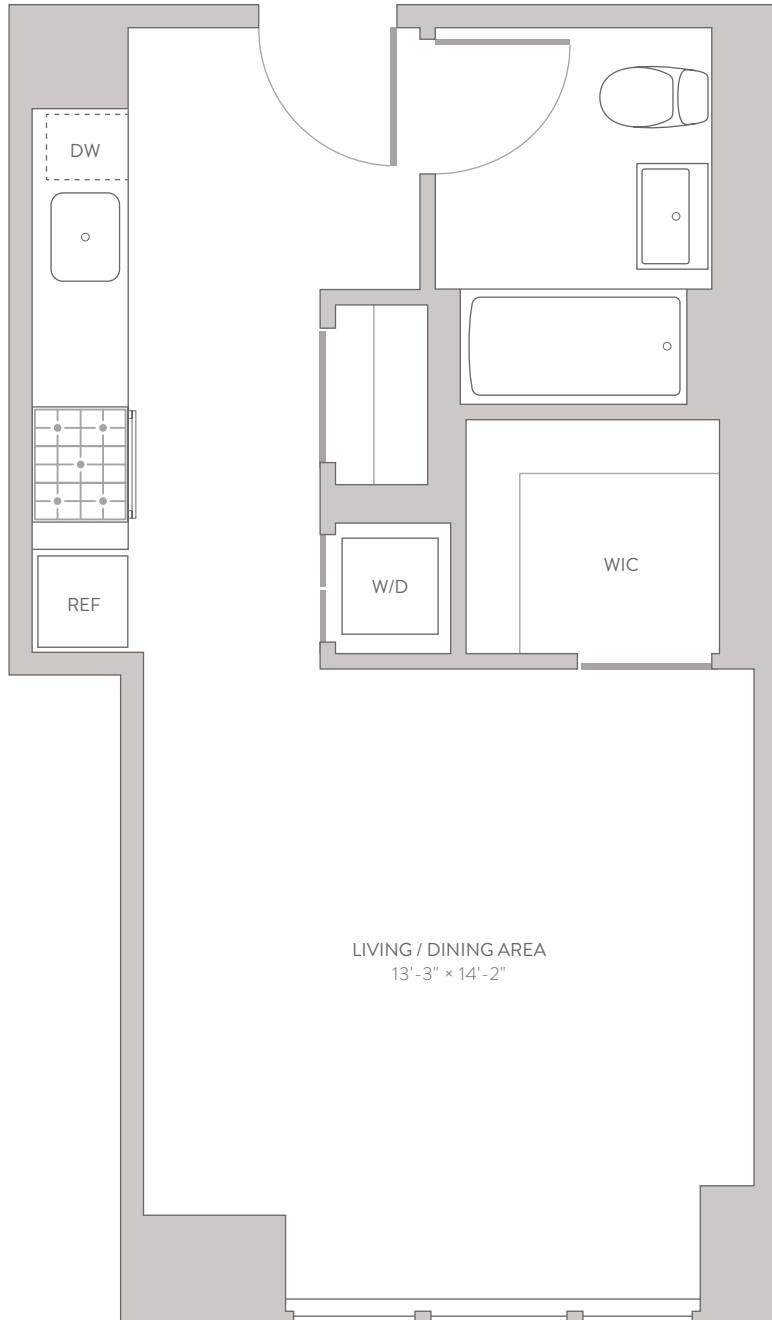 DW
REF
W/D
WIC
LIVING / DINING AREA
13'-3" × 14'-2"